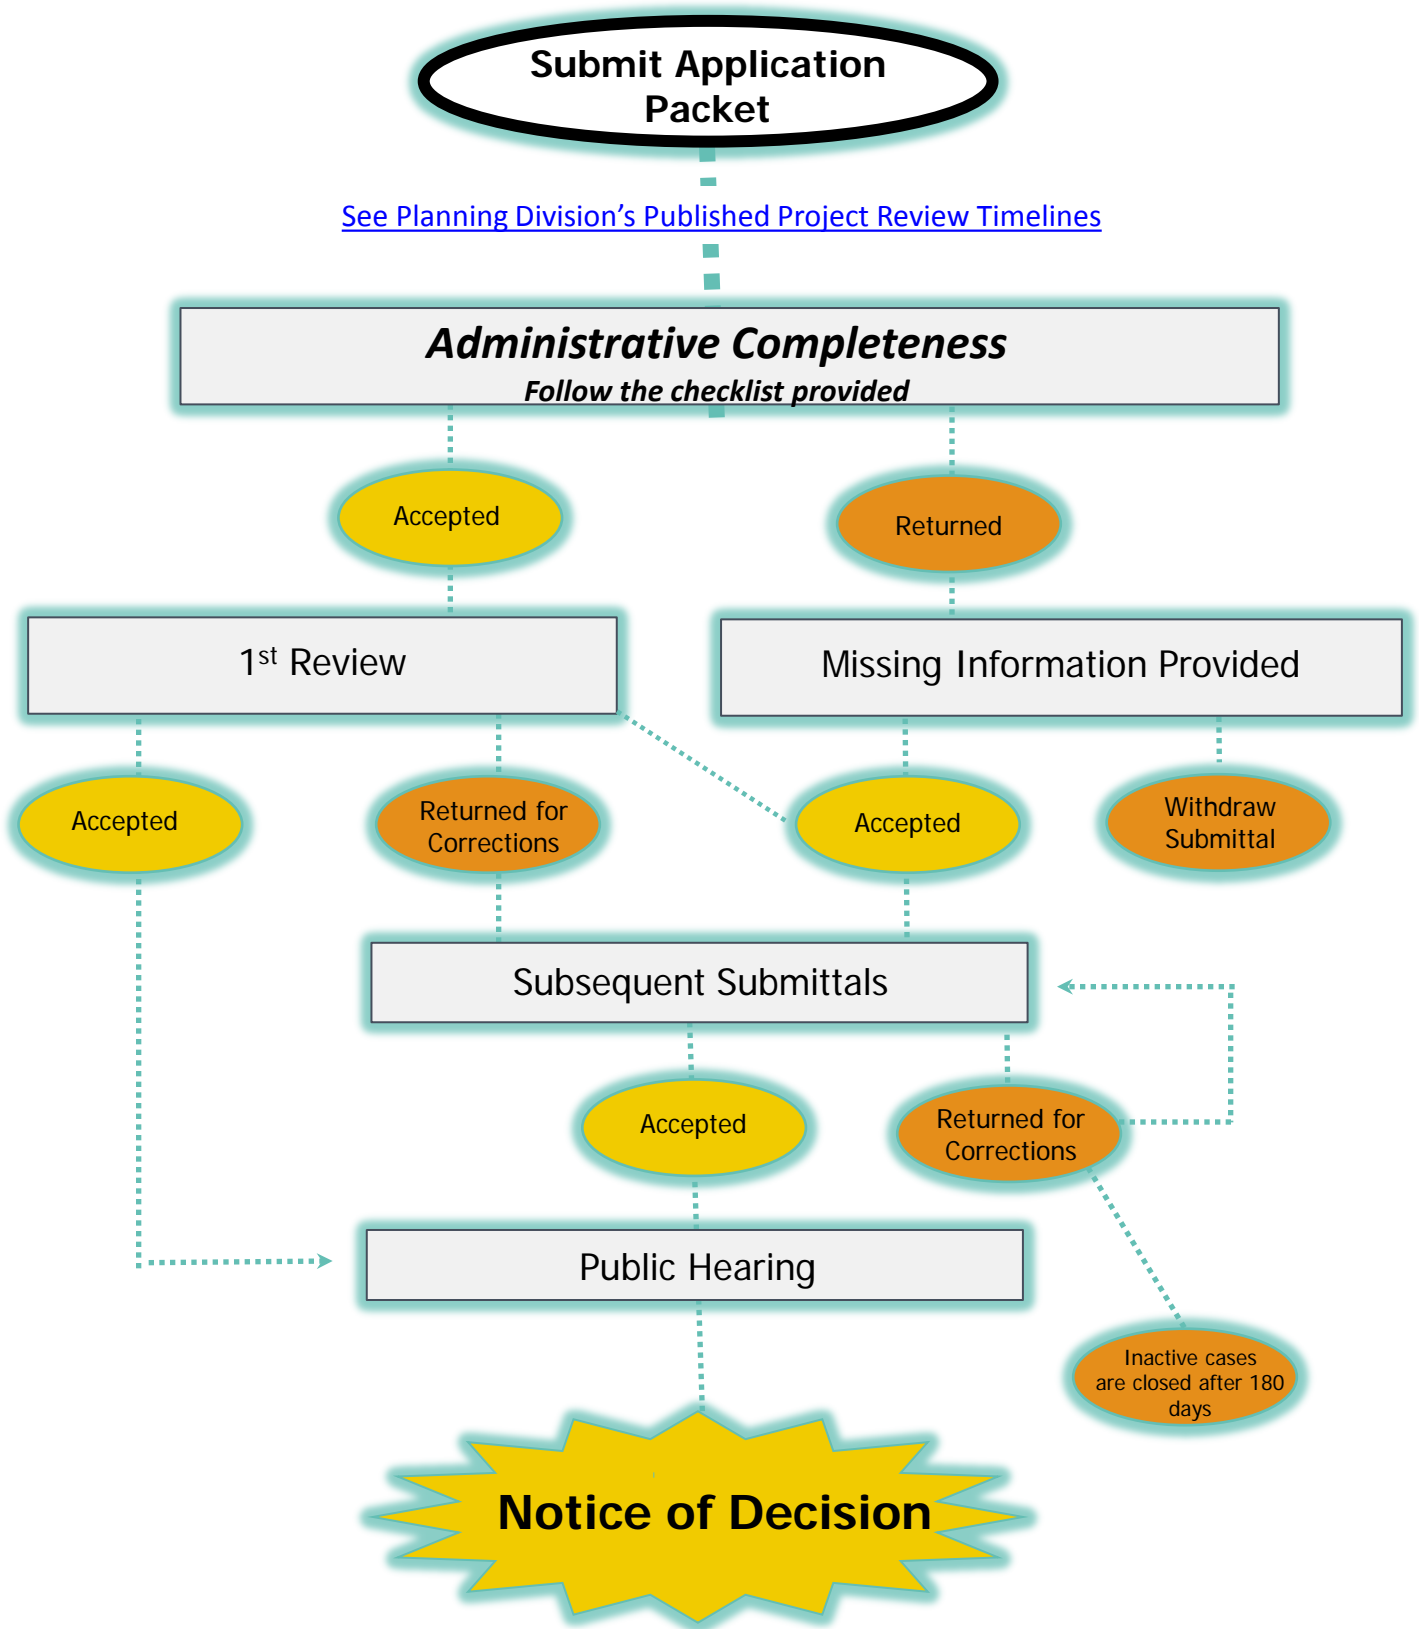 Submit Application
Packet
See Planning Division's Published Project Review Timelines
Administrative Completeness
Follow the checklist provided
Accepted
Returned
1st Review
Missing Information Provided
Accepted
Returned for
Corrections
Accepted
Withdraw
Submittal
Subsequent Submittals
Accepted
Returned for
Corrections
Public Hearing
Inactive cases
are closed after 180
days
Notice of Decision